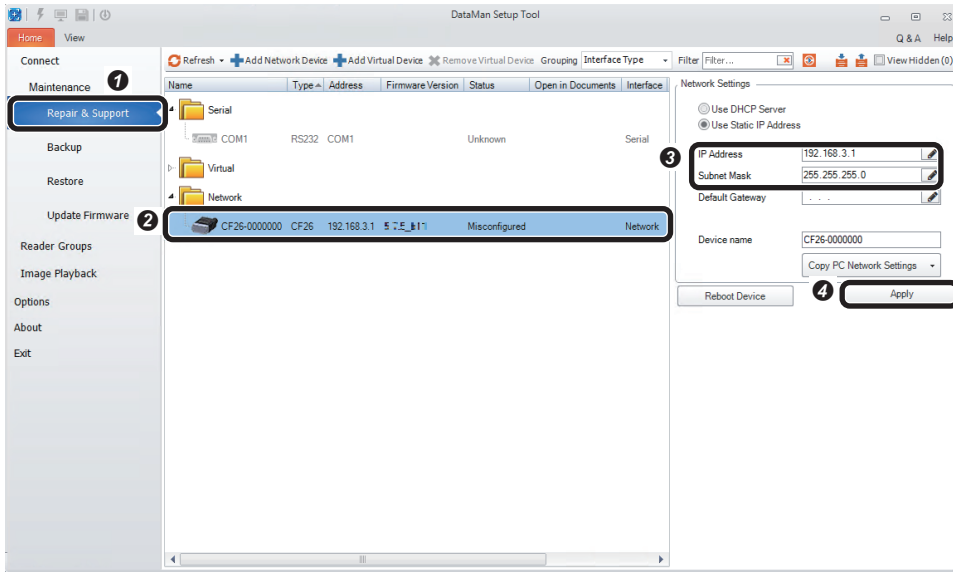 DataMan Setup Tool
Home View Q & A Help
Connect
Maintenance
Repair & Support
Backup
Restore
Update Firmware
Reader Groups
Image Playback
Options
About
Exit
1
2
3
4
Refresh Add Network Device Add Virtual Device Remove Virtual Device Grouping Interface Type Filter Filter... View Hidden (0)
Name Type Address Firmware Version Status Open in Documents Interface
Serial
COM1 RS232 COM1 Unknown Serial
Virtual
Network
CF26-0000000 CF26 192.168.3.1 Misconfigured Network
Network Settings
Use DHCP Server
Use Static IP Address
IP Address 192.168.3.1
Subnet Mask 255.255.255.0
Default Gateway . . .
Device name CF26-0000000
Copy PC Network Settings
Reboot Device Apply